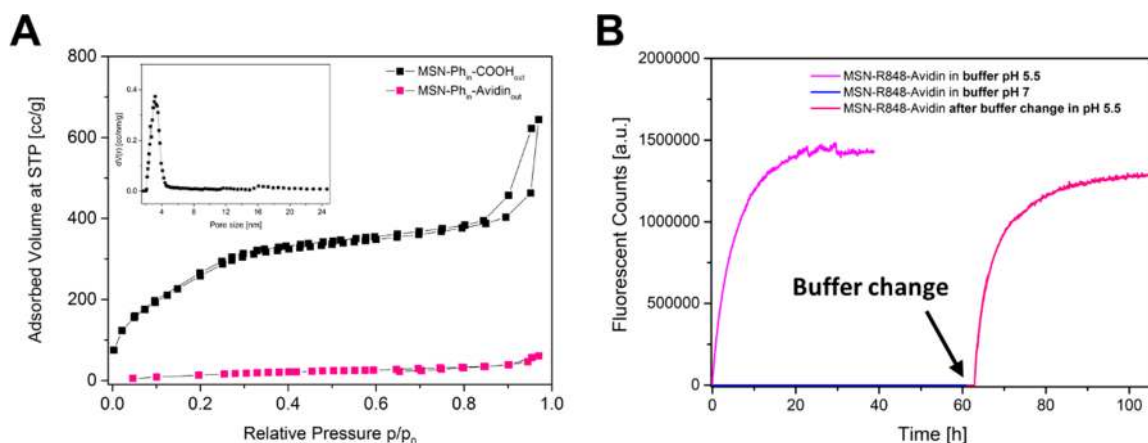 A
Adsorbed Volume at STP [cc/g]
800
600
400
200
0
0.0 0.2 0.4 0.6 0.8 1.0
Relative Pressure p/p0
MSN-Phin-COOHout
MSN-Phin-Avidinout
dV(r) [cc/nm/g]
0.4
0.2
0.0
4 8 12 16 20 24
Pore size [nm]
B
Fluorescent Counts [a.u.]
2000000
1500000
1000000
500000
0
0 20 40 60 80 100
Time [h]
MSN-R848-Avidin in buffer pH 5.5
MSN-R848-Avidin in buffer pH 7
MSN-R848-Avidin after buffer change in pH 5.5
Buffer change